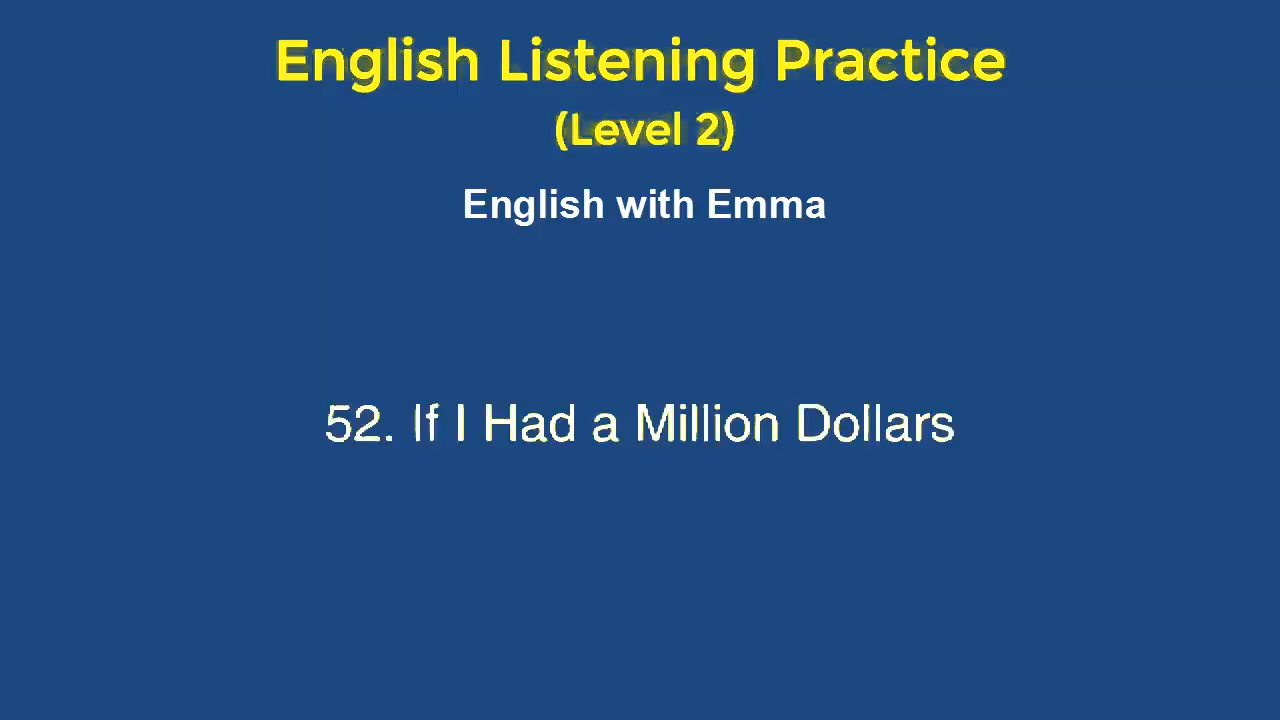 English Listening Practice
(Level 2)
English with Emma
52. If I Had a Million Dollars